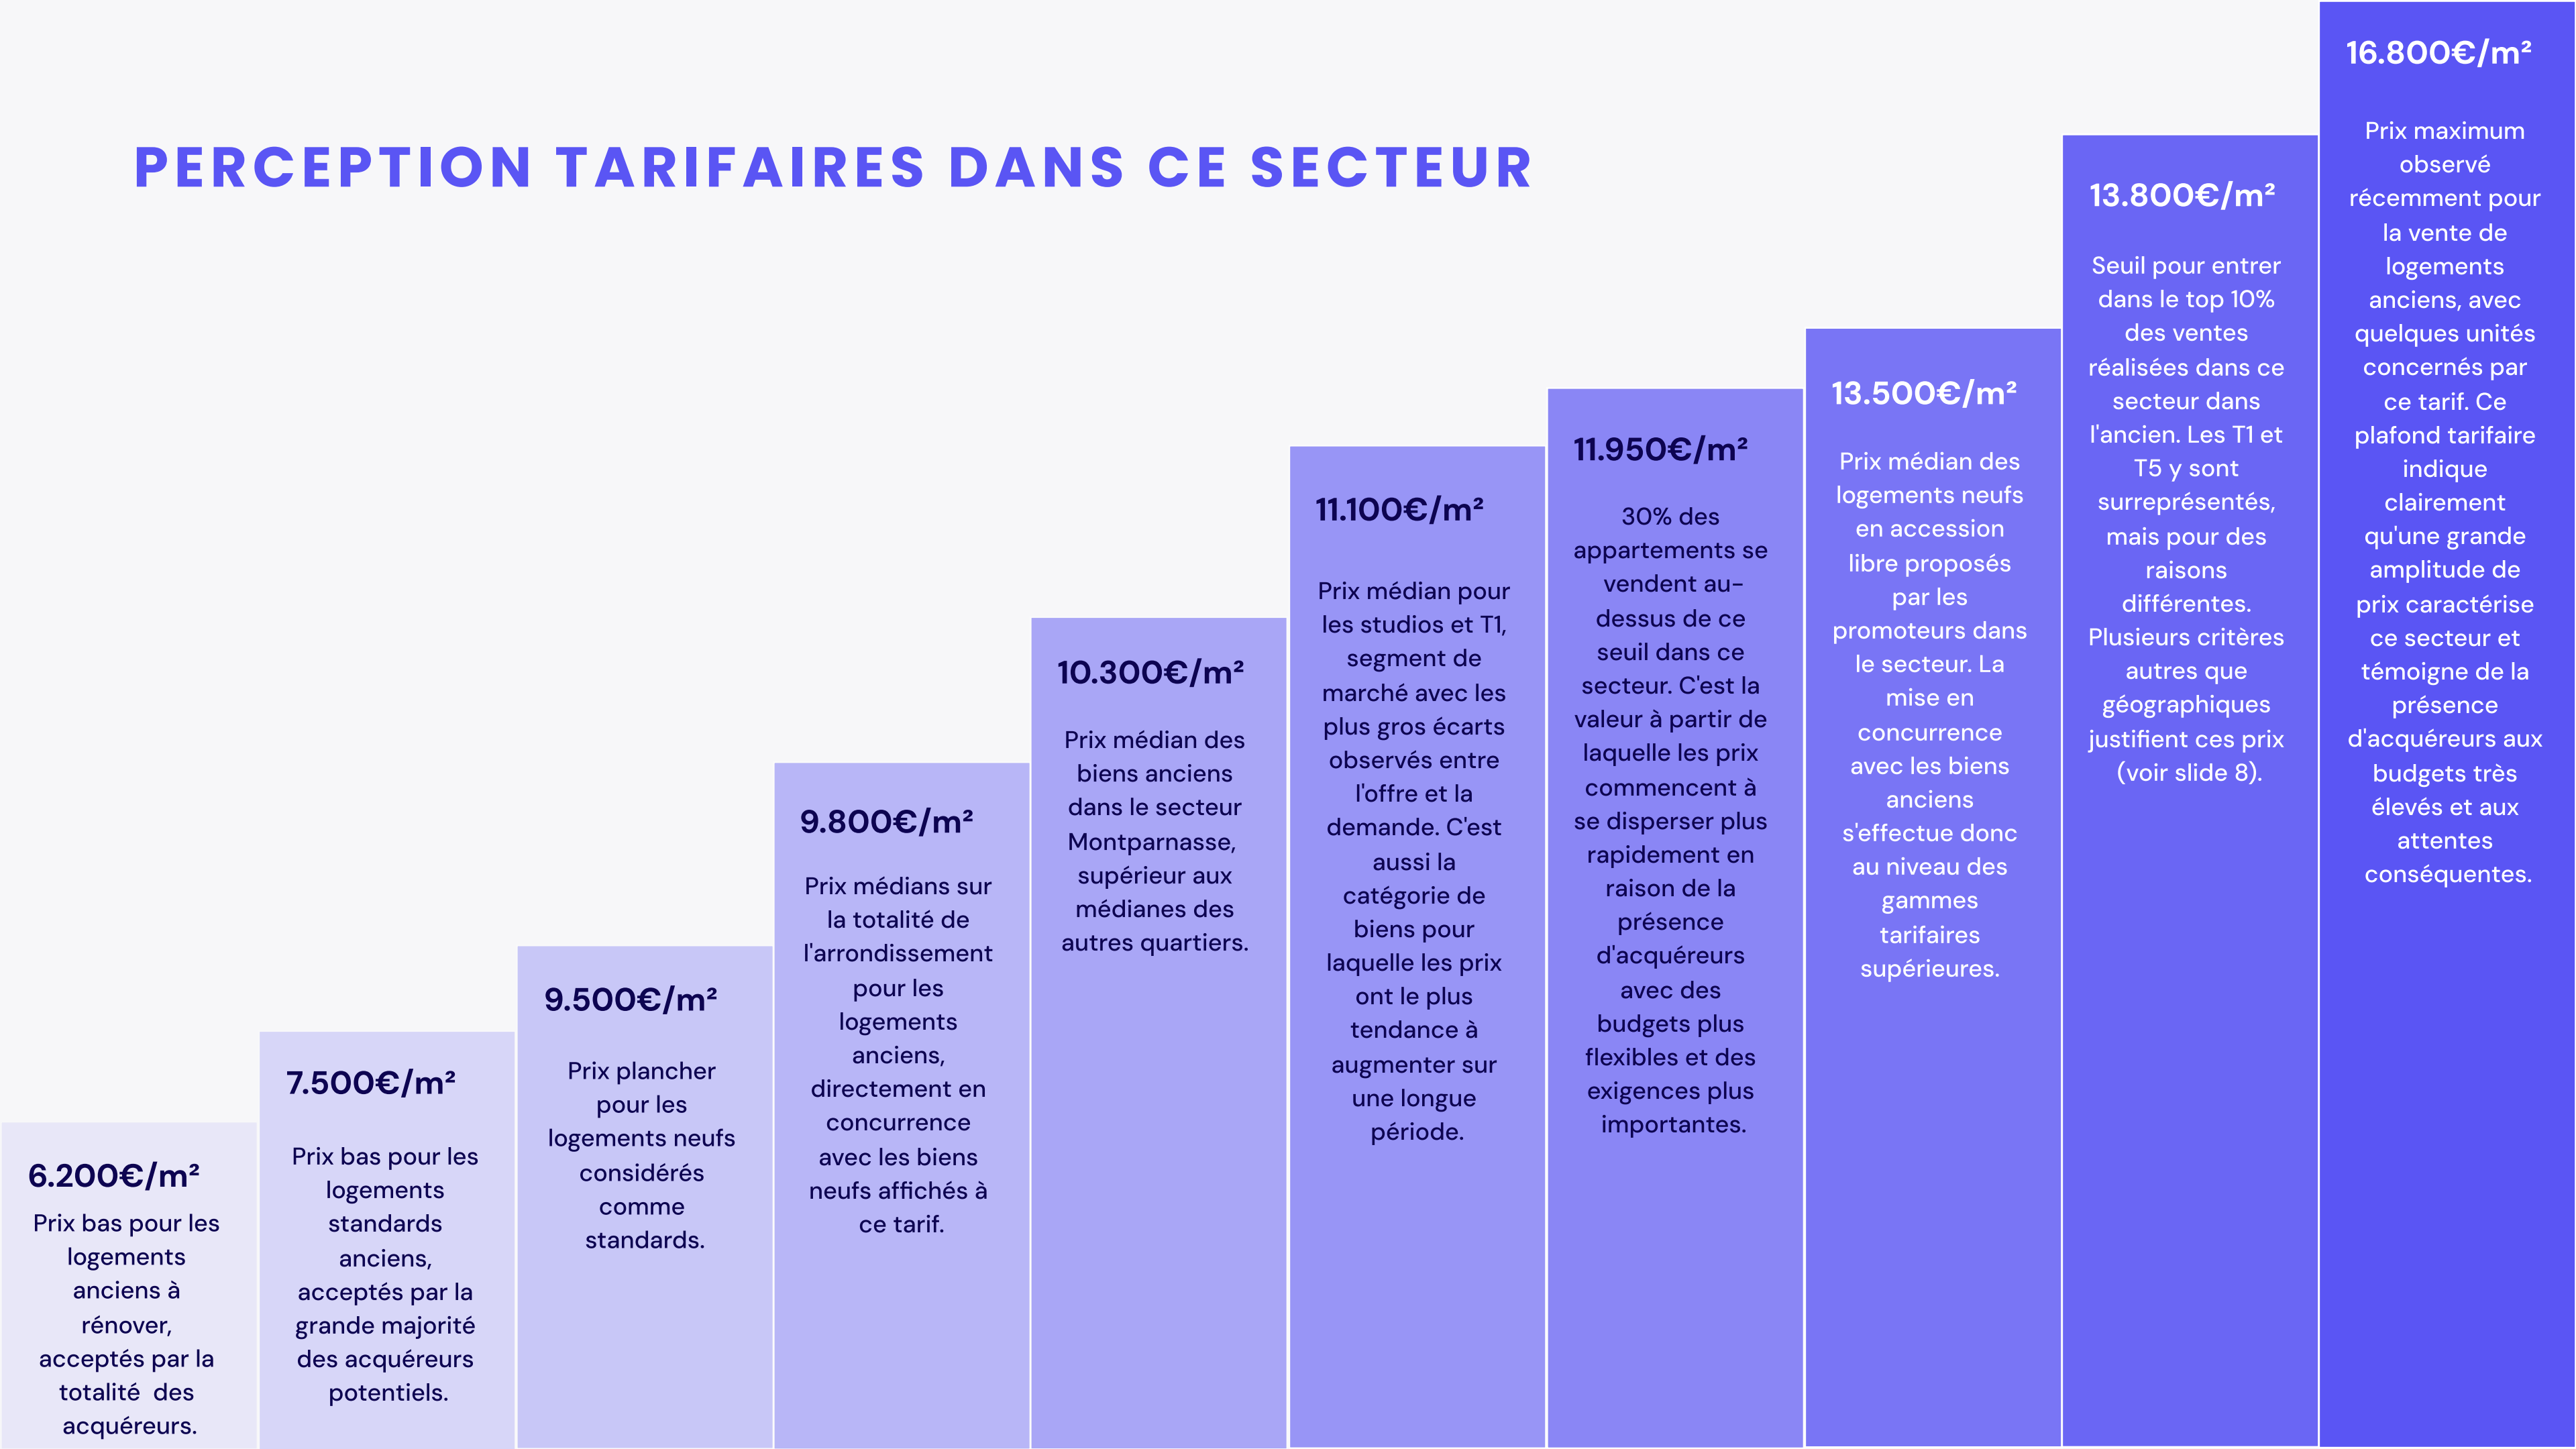 PERCEPTION TARIFAIRES DANS CE SECTEUR
6.200€/m²
Prix bas pour les
logements
anciens à
rénover,
acceptés par la
totalité  des
acquéreurs.
7.500€/m²
Prix bas pour les
logements
standards
anciens,
acceptés par la
grande majorité
des acquéreurs
potentiels.
9.500€/m²
Prix plancher
pour les
logements neufs
considérés
comme
standards.
9.800€/m²
Prix médians sur
la totalité de
l'arrondissement
pour les
logements
anciens,
directement en
concurrence
avec les biens
neufs affichés à
ce tarif.
10.300€/m²
Prix médian des
biens anciens
dans le secteur
Montparnasse,
supérieur aux
médianes des
autres quartiers.
11.100€/m²
Prix médian pour
les studios et T1,
segment de
marché avec les
plus gros écarts
observés entre
l'offre et la
demande. C'est
aussi la
catégorie de
biens pour
laquelle les prix
ont le plus
tendance à
augmenter sur
une longue
période.
11.950€/m²
30% des
appartements se
vendent au-
dessus de ce
seuil dans ce
secteur. C'est la
valeur à partir de
laquelle les prix
commencent à
se disperser plus
rapidement en
raison de la
présence
d'acquéreurs
avec des
budgets plus
flexibles et des
exigences plus
importantes.
13.500€/m²
Prix médian des
logements neufs
en accession
libre proposés
par les
promoteurs dans
le secteur. La
mise en
concurrence
avec les biens
anciens
s'effectue donc
au niveau des
gammes
tarifaires
supérieures.
13.800€/m²
Seuil pour entrer
dans le top 10%
des ventes
réalisées dans ce
secteur dans
l'ancien. Les T1 et
T5 y sont
surreprésentés,
mais pour des
raisons
différentes.
Plusieurs critères
autres que
géographiques
justifient ces prix
(voir slide 8).
16.800€/m²
Prix maximum
observé
récemment pour
la vente de
logements
anciens, avec
quelques unités
concernés par
ce tarif. Ce
plafond tarifaire
indique
clairement
qu'une grande
amplitude de
prix caractérise
ce secteur et
témoigne de la
présence
d'acquéreurs aux
budgets très
élevés et aux
attentes
conséquentes.